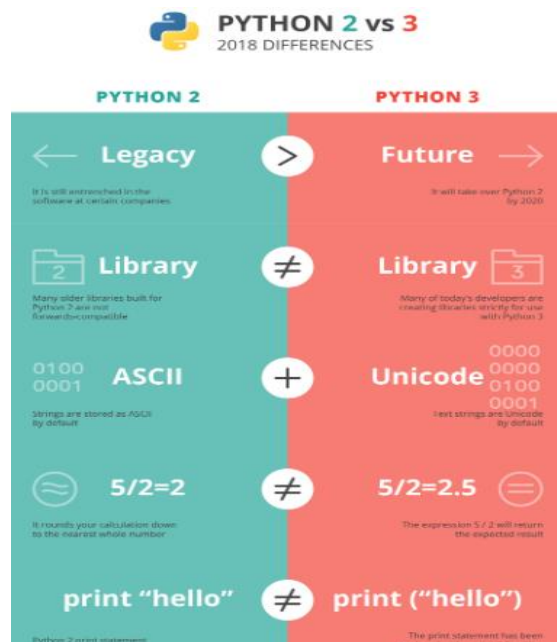 PYTHON 2 vs 3
2018 DIFFERENCES
PYTHON 2
PYTHON 3
Legacy
>
Future
It is still entrenched in the
software at certain companies
It will take over Python 2
by 2020
2
Library
≠
Library
3
Many older libraries built for
Python 2 are not
forwards-compatible
Many of today's developers are
creating libraries strictly for use
with Python 3
0100
0001
ASCII
+
Unicode
0000
0000
0100
0001
Strings are stored as ASCII
by default
Text strings are Unicode
by default
5/2=2
≠
5/2=2.5
It rounds your calculation down
to the nearest whole number
The expression 5 / 2 will return
the expected result
print “hello”
≠
print (“hello”)
Python 2 print statement
The print statement has been